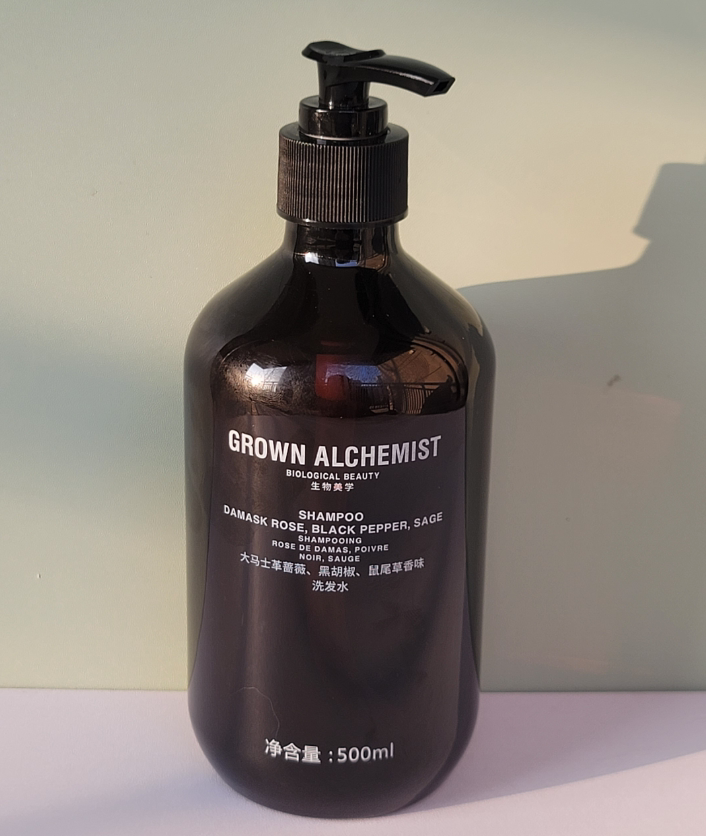 GROWN ALCHEMIST
BIOLOGICAL BEAUTY
生物美学
SHAMPOO
DAMASK ROSE, BLACK PEPPER, SAGE
SHAMPOOING
ROSE DE DAMAS, POIVRE
NOIR, SAUGE
大马士革蔷薇、黑胡椒、鼠尾草香味
洗发水
净含量:500ml